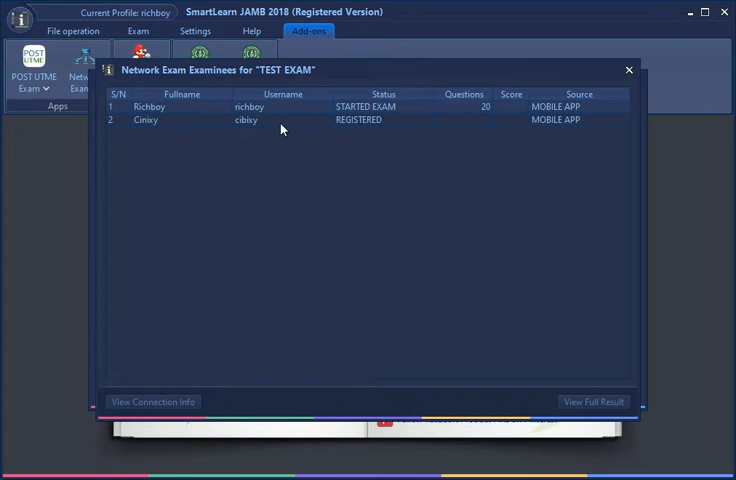 Current Profile: richboy
SmartLearn JAMB 2018 (Registered Version)
File operation Exam Settings Help Add-ons
POST UTME
POST UTME
Exam
Netw
Exa
Apps
Network Exam Examinees for "TEST EXAM"
S/N Fullname Username Status Questions Score Source
1 Richboy richboy STARTED EXAM 20 MOBILE APP
2 Cinixy cibixy REGISTERED MOBILE APP
View Connection Info
View Full Result